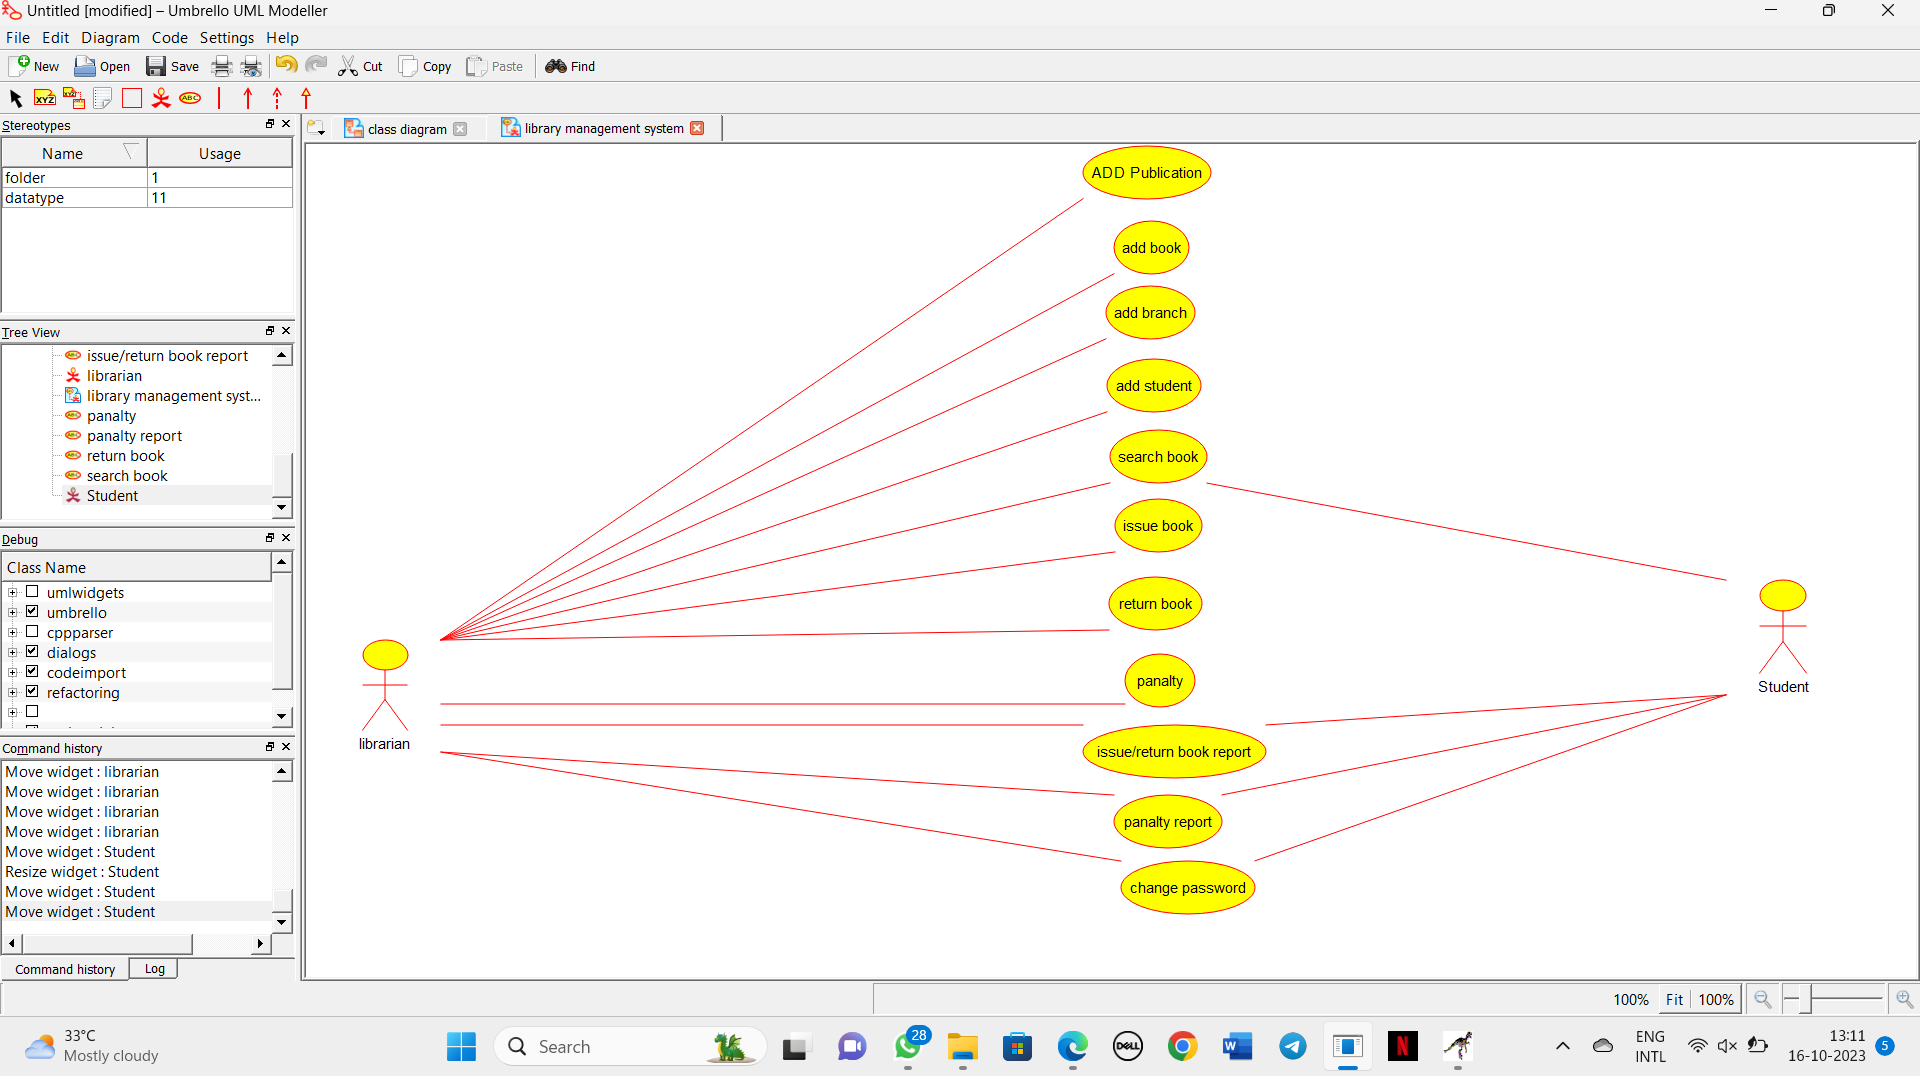 Untitled [modified] – Umbrello UML Modeller
File Edit Diagram Code Settings Help
New Open Save Cut Copy Paste Find
XYZ XYZ ABC
Stereotypes
Name Usage
folder 1
datatype 11
Tree View
issue/return book report
librarian
library management syst...
panalty
panalty report
return book
search book
Student
Debug
Class Name
umlwidgets
umbrello
cppparser
dialogs
codeimport
refactoring
Command history
Move widget : librarian
Move widget : librarian
Move widget : librarian
Move widget : librarian
Move widget : Student
Resize widget : Student
Move widget : Student
Move widget : Student
Command history Log
class diagram library management system
ADD Publication
add book
add branch
add student
search book
issue book
return book
panalty
issue/return book report
panalty report
change password
librarian
Student
100% Fit 100%
33°C
Mostly cloudy
Search
28
DELL
W
N
ENG
INTL
13:11
16-10-2023
5